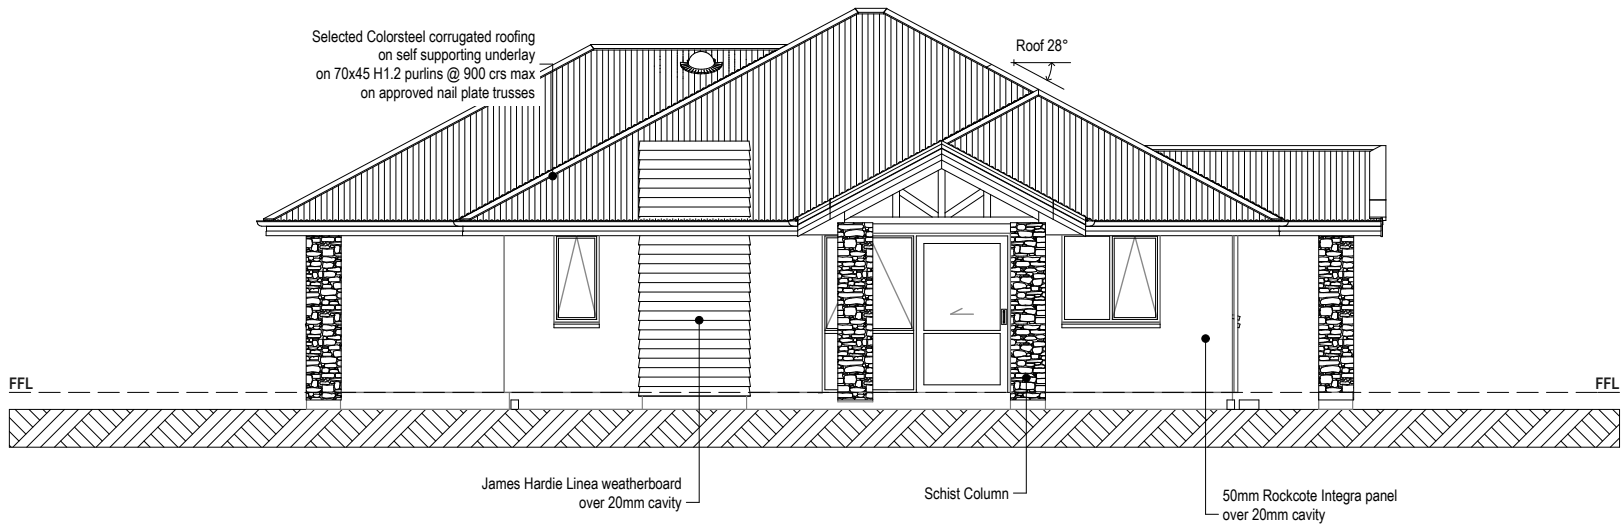 Selected Colorsteel corrugated roofing
on self supporting underlay
on 70x45 H1.2 purlins @ 900 crs max
on approved nail plate trusses
Roof 28°
FFL
FFL
James Hardie Linea weatherboard
over 20mm cavity
Schist Column
50mm Rockcote Integra panel
over 20mm cavity